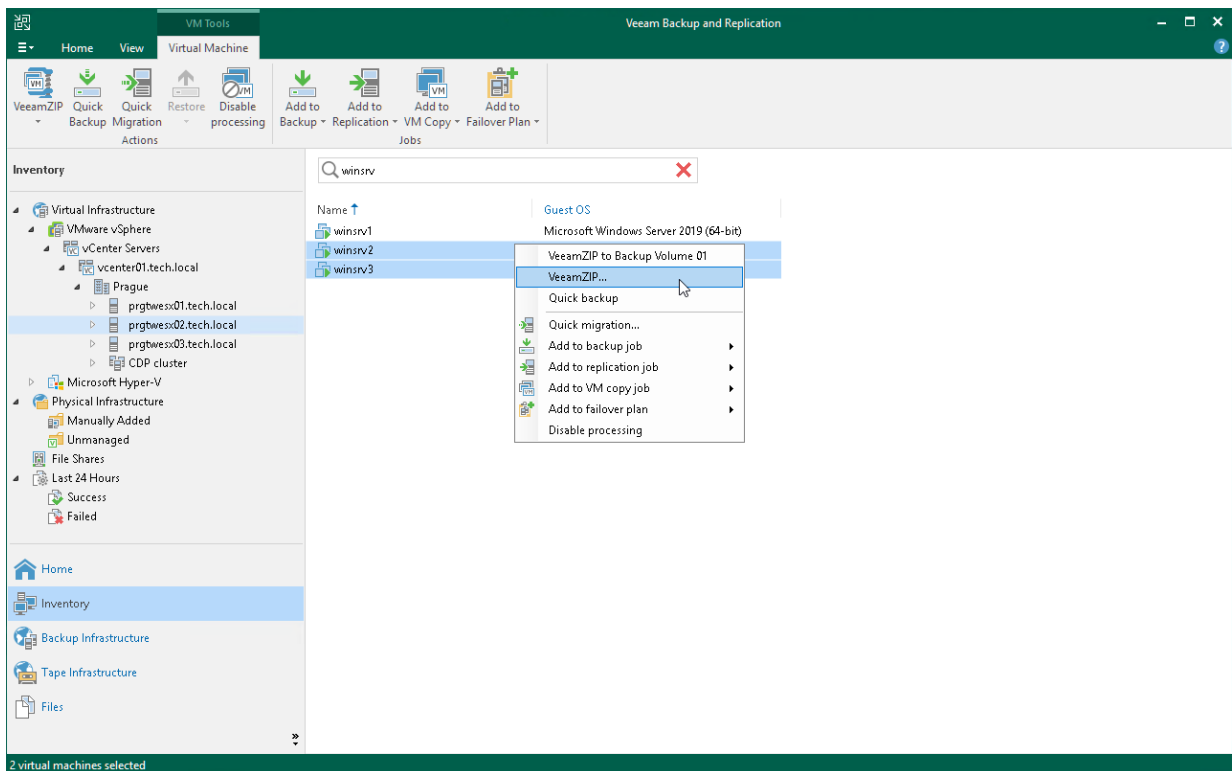 VM Tools
Veeam Backup and Replication
Home View Virtual Machine
VeeamZIP Quick Backup Quick Migration Restore Disable processing Add to Backup Add to Replication Add to VM Copy Add to Failover Plan
Actions Jobs
Inventory
winsrv
Virtual Infrastructure
VMware vSphere
vCenter Servers
vcenter01.tech.local
Prague
prgtwesx01.tech.local
prgtwesx02.tech.local
prgtwesx03.tech.local
CDP cluster
Microsoft Hyper-V
Physical Infrastructure
Manually Added
Unmanaged
File Shares
Last 24 Hours
Success
Failed
Home
Inventory
Backup Infrastructure
Tape Infrastructure
Files
Name Guest OS
winsrv1 Microsoft Windows Server 2019 (64-bit)
winsrv2
winsrv3
VeeamZIP to Backup Volume 01
VeeamZIP...
Quick backup
Quick migration...
Add to backup job
Add to replication job
Add to VM copy job
Add to failover plan
Disable processing
2 virtual machines selected